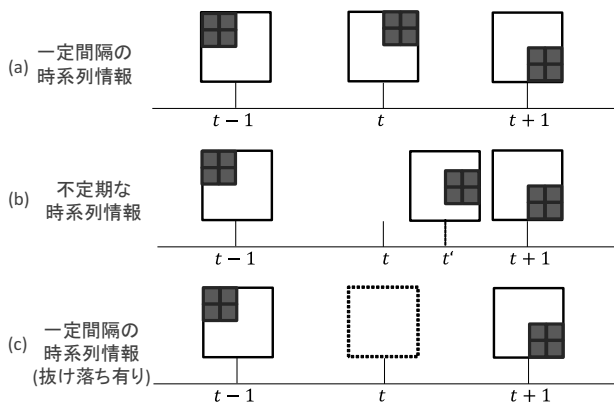 (a)
一定間隔の
時系列情報
t − 1
t
t + 1
(b)
不定期な
時系列情報
t − 1
t
t‘
t + 1
(c)
一定間隔の
時系列情報
(抜け落ち有り)
t − 1
t
t + 1